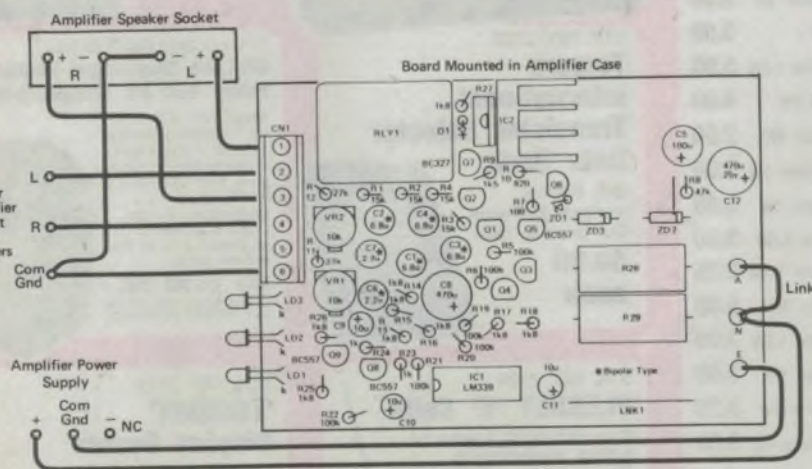 Amplifier Speaker Socket
+ - - +
R L
Board Mounted in Amplifier Case
CN1
1
2
3
4
5
6
L
R
Com
Gnd
RLY1
R27
1k8
D1
IC2
BC327
Q7
R9
1k5
R
10
820
Q6
C5
100u
470u
25v
C12
R8
47k
R
12
27k
R1
15k
R2
15k
R4
15k
Q2
R7
100
ZD1
ZD3
ZD2
VR2
10k
C2
6.8u
C4
6.8u
R3
15k
Q1
Q5
BC557
R
11
27k
C7
2.2u
C1
6.8u
C3
6.8u
R5
100k
R6
100k
Q3
Q4
R28
R29
A
N
E
Link
VR1
10k
C6
2.2u
1k8
R14
C8
470u
LD3
k
LD2
k
LD1
k
R26
1k8
C9
10u
R15
1k8
R16
1k8
R19
100k
R17
1k8
R18
1k8
R20
100k
BC557
Q9
1k
R24
Q8
R23
1k
R21
100k
BC557
IC1
LM339
10u
C11
* Bipolar Type
LNK1
R25
1k8
R22
100k
10u
C10
Amplifier Power
Supply
+ Com
Gnd
- NC